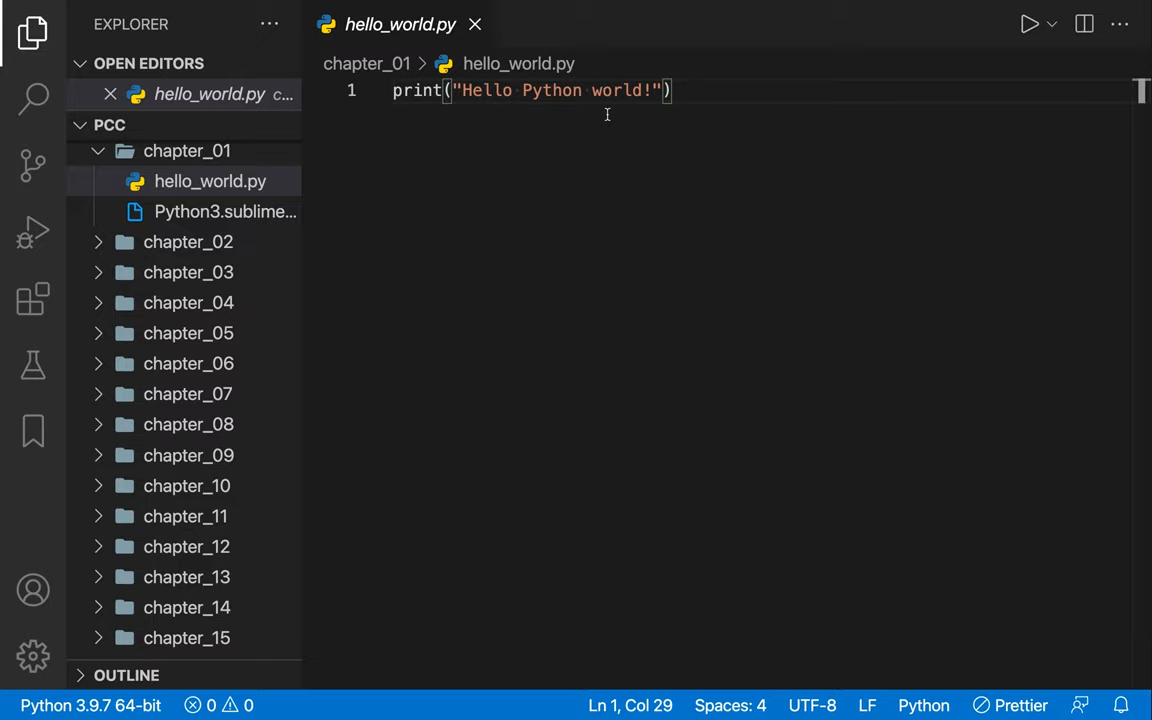 EXPLORER
OPEN EDITORS
hello_world.py c...
PCC
chapter_01
hello_world.py
Python3.sublime...
chapter_02
chapter_03
chapter_04
chapter_05
chapter_06
chapter_07
chapter_08
chapter_09
chapter_10
chapter_11
chapter_12
chapter_13
chapter_14
chapter_15
OUTLINE
hello_world.py
chapter_01 > hello_world.py
1 print("Hello Python world!")
Python 3.9.7 64-bit 0 0 Ln 1, Col 29 Spaces: 4 UTF-8 LF Python Prettier